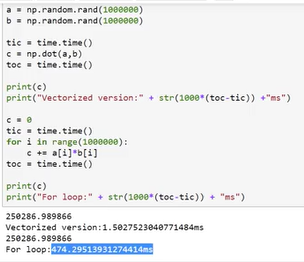 a = np.random.rand(1000000)
b = np.random.rand(1000000)
tic = time.time()
c = np.dot(a,b)
toc = time.time()
print(c)
print("Vectorized version:" + str(1000*(toc-tic)) +"ms")
c = 0
tic = time.time()
for i in range(1000000):
    c += a[i]*b[i]
toc = time.time()
print(c)
print("For loop:" + str(1000*(toc-tic)) + "ms")
250286.989866
Vectorized version:1.5027523040771484ms
250286.989866
For loop:474.29513931274414ms